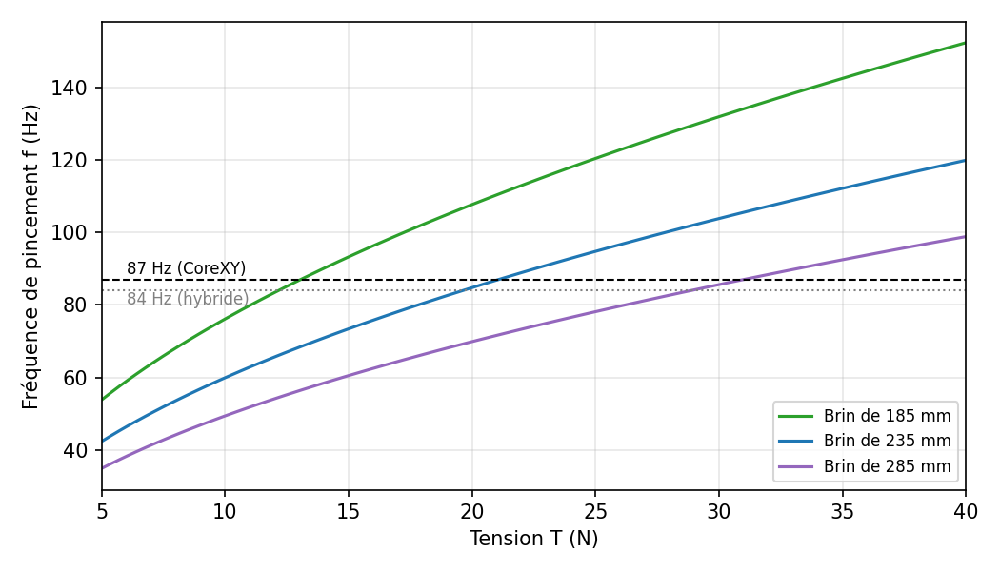 Fréquence de pincement f (Hz)
140
120
100
80
60
40
87 Hz (CoreXY)
84 Hz (hybride)
Brin de 185 mm
Brin de 235 mm
Brin de 285 mm
5 10 15 20 25 30 35 40
Tension T (N)